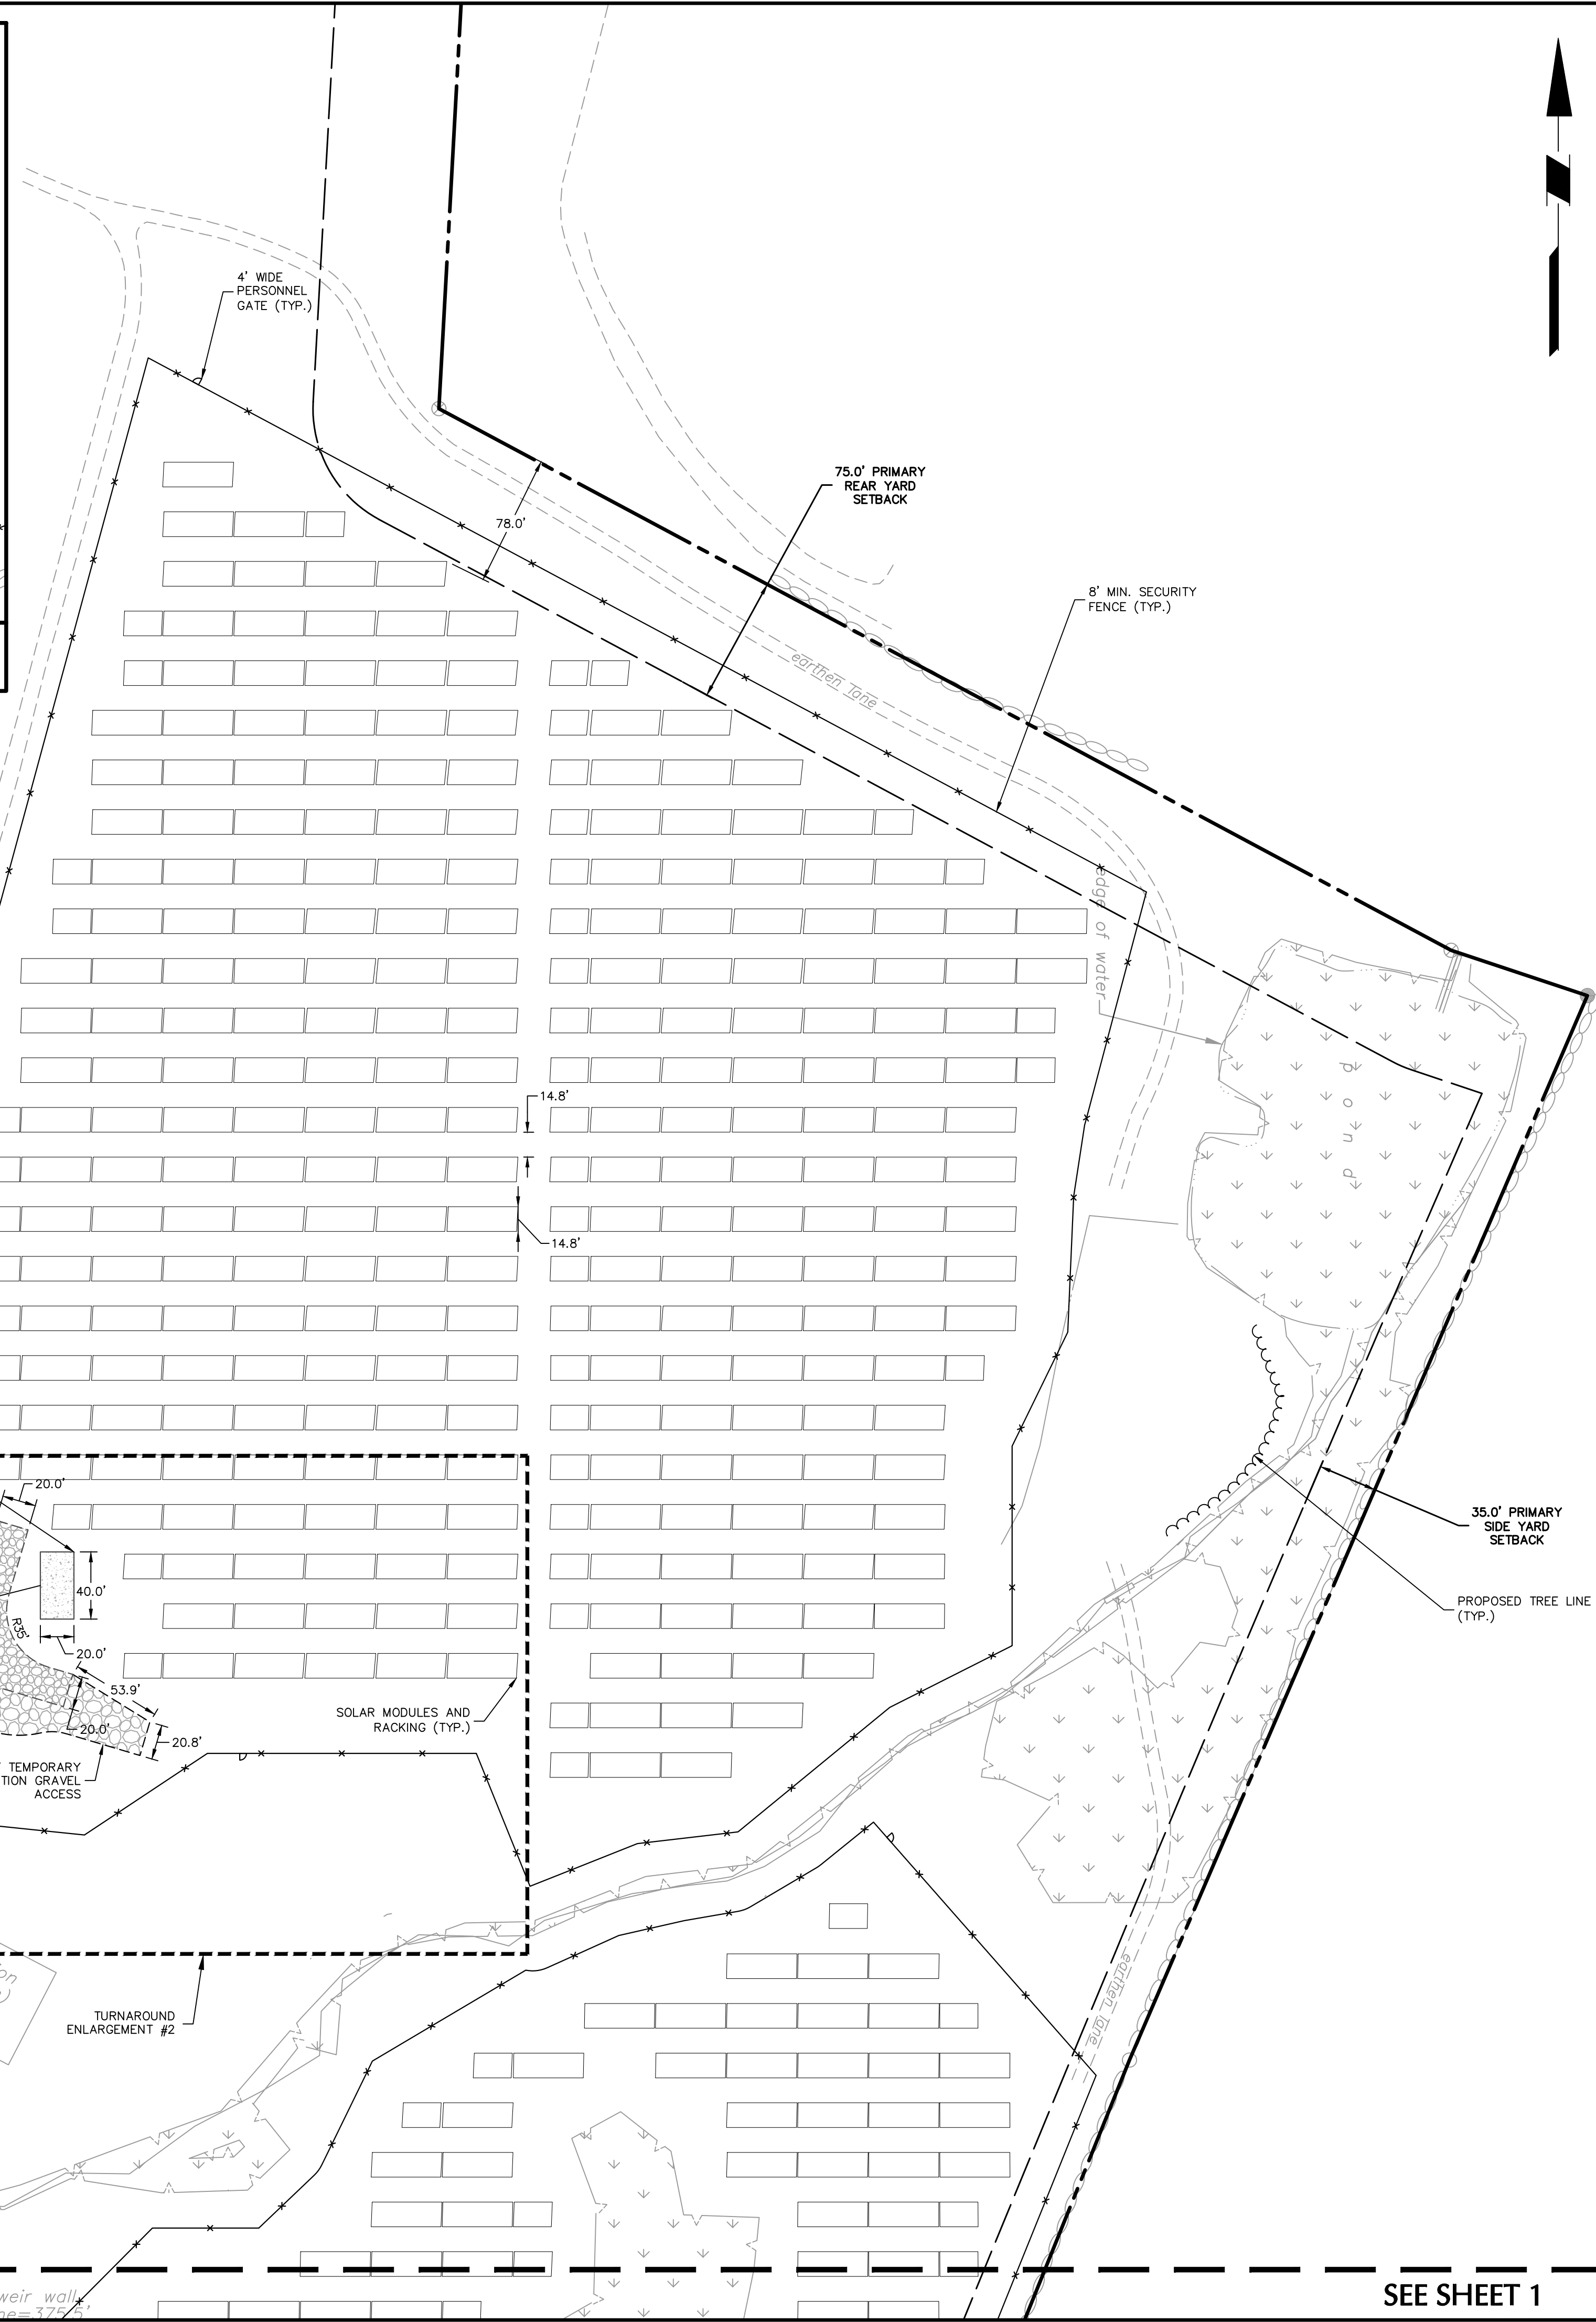 4' WIDE
PERSONNEL
GATE (TYP.)
75.0' PRIMARY
REAR YARD
SETBACK
78.0'
8' MIN. SECURITY
FENCE (TYP.)
earthen lane
edge of water
pond
14.8'
14.8'
20.0'
40.0'
R35'
20.0'
53.9'
20.0'
20.8'
35.0' PRIMARY
SIDE YARD
SETBACK
PROPOSED TREE LINE
(TYP.)
SOLAR MODULES AND
RACKING (TYP.)
TEMPORARY
TION GRAVEL
ACCESS
TURNAROUND
ENLARGEMENT #2
earthen lane
weir wall
ne=375.5'
SEE SHEET 1